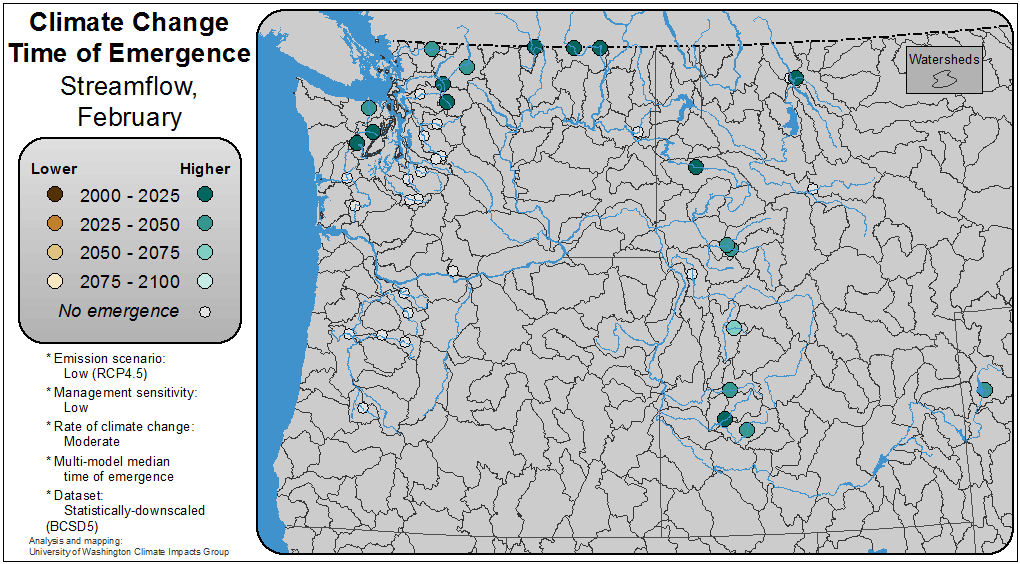 Climate Change
Time of Emergence
Streamflow,
February
Lower Higher
2000 - 2025
2025 - 2050
2050 - 2075
2075 - 2100
No emergence
* Emission scenario:
Low (RCP4.5)
* Management sensitivity:
Low
* Rate of climate change:
Moderate
* Multi-model median
time of emergence
* Dataset:
Statistically-downscaled
(BCSD5)
Analysis and mapping:
University of Washington Climate Impacts Group
Watersheds